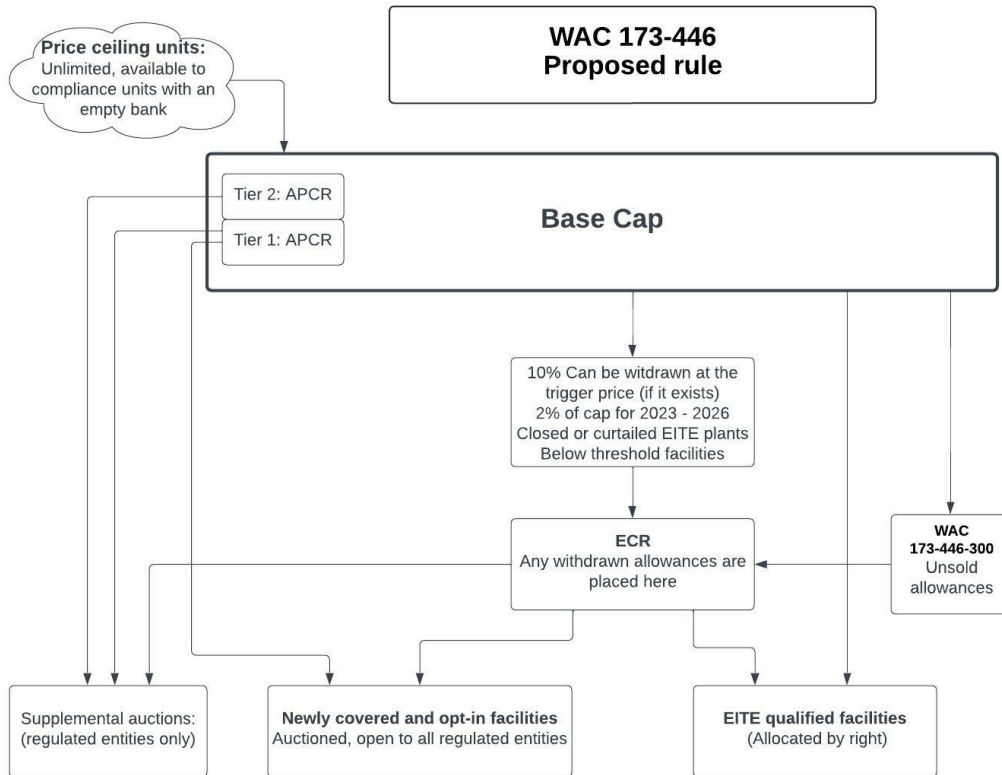 WAC 173-446
Proposed rule
Price ceiling units:
Unlimited, available to
compliance units with an
empty bank
Tier 2: APCR
Tier 1: APCR
Base Cap
10% Can be witdrawn at the
trigger price (if it exists)
2% of cap for 2023 - 2026
Closed or curtailed EITE plants
Below threshold facilities
ECR
Any withdrawn allowances are
placed here
WAC
173-446-300
Unsold
allowances
Supplemental auctions:
(regulated entities only)
Newly covered and opt-in facilities
Auctioned, open to all regulated entities
EITE qualified facilities
(Allocated by right)